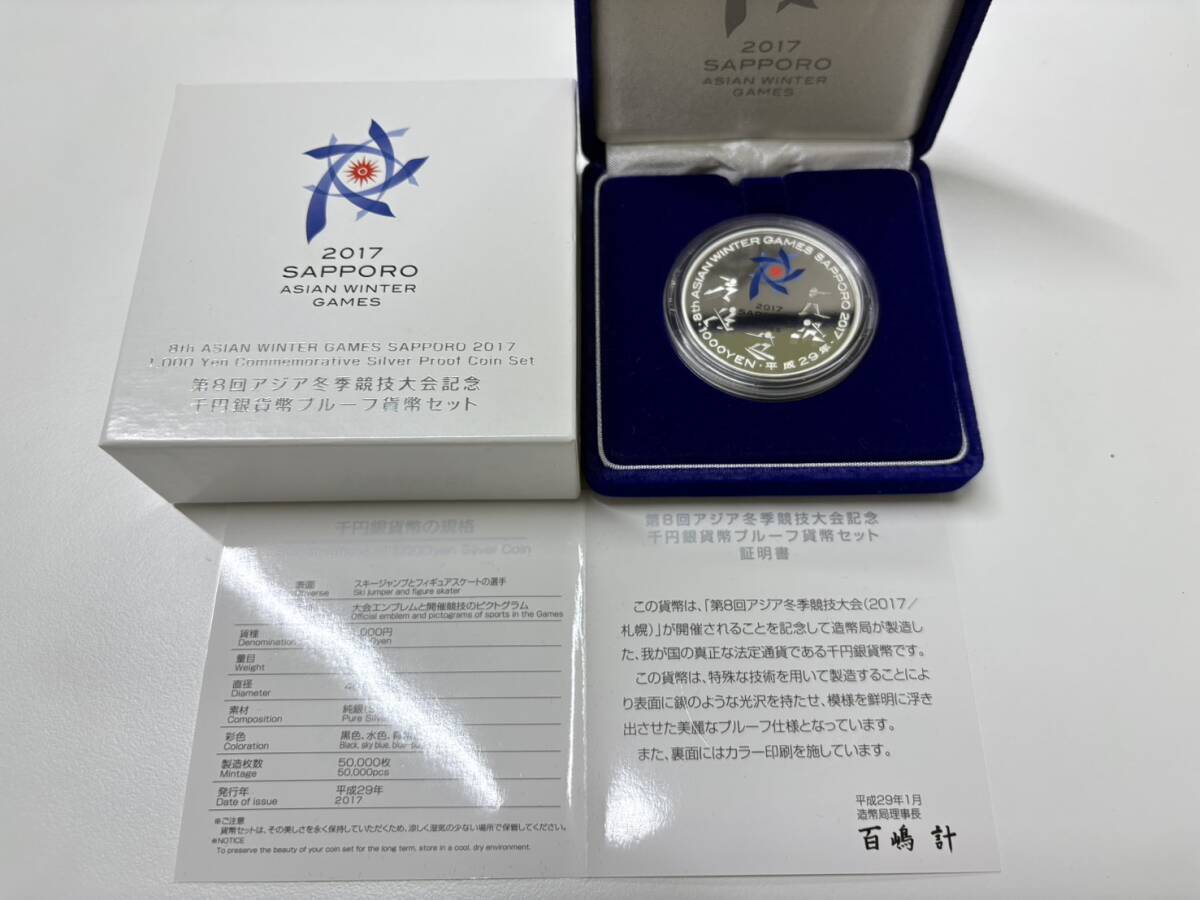 2017
SAPPORO
ASIAN WINTER
GAMES
8th ASIAN WINTER GAMES SAPPORO 2017
1,000 Yen Commemorative Silver Proof Coin Set
第8回アジア冬季競技大会記念
千円銀貨幣プルーフ貨幣セット
2017
SAPPORO
ASIAN WINTER
GAMES
8th ASIAN WINTER GAMES SAPPORO 2017
2017
1000YEN・平成29年
千円銀貨幣の規格
yen Silver Coin
表面 スキージャンプとフィギュアスケートの選手
Ski jumper and figure skater
大会エンブレムと開催競技のピクトグラム
Official emblem and pictograms of sports in the Games
貨種
Denomination
量目
Weight
直径
Diameter
素材 純銀
Composition Pure Silver
彩色 黒色、水色、
Coloration Black, sky blue,
製造枚数 50,000枚
Mintage 50,000pcs
発行年 平成29年
Date of issue 2017
※ご注意
貨幣セットは、その美しさを永く保持していただくため、涼しく湿気の少ない場所で保管してください。
※NOTICE
To preserve the beauty of your coin set for the long term, store in a cool, dry environment.
第8回アジア冬季競技大会記念
千円銀貨幣プルーフ貨幣セット
証明書
この貨幣は、「第8回アジア冬季競技大会(2017/
札幌)」が開催されることを記念して造幣局が製造し
た、我が国の真正な法定通貨である千円銀貨幣です。
この貨幣は、特殊な技術を用いて製造することによ
り表面に鏡のような光沢を持たせ、模様を鮮明に浮き
出させた美麗なプルーフ仕様となっています。
また、裏面にはカラー印刷を施しています。
平成29年1月
造幣局理事長
百嶋 計